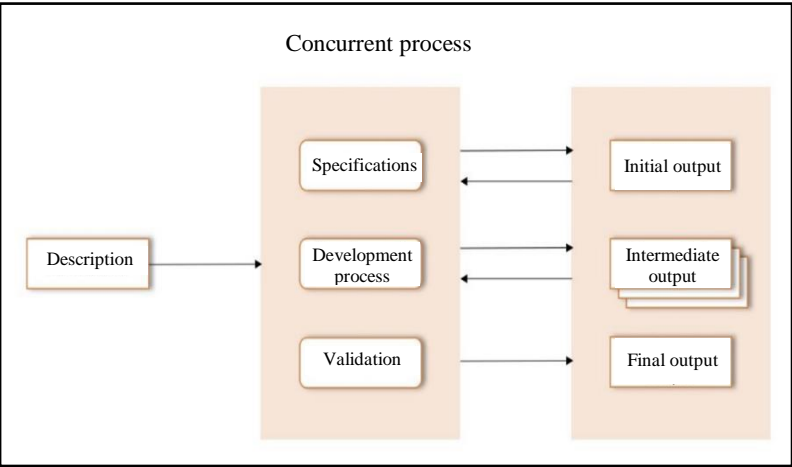 Concurrent process
Specifications
Initial output
Description
Development
process
Intermediate
output
Validation
Final output